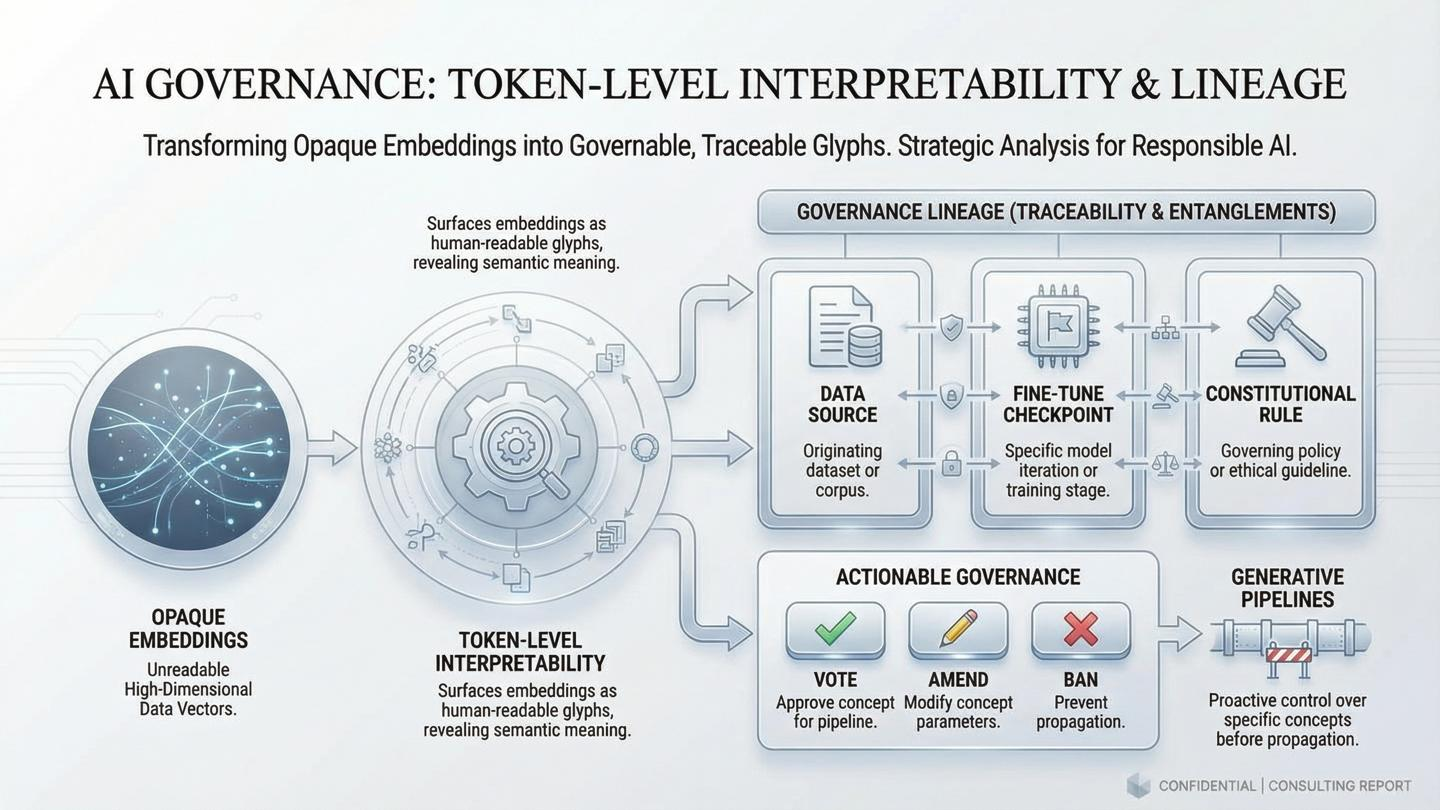 AI GOVERNANCE: TOKEN-LEVEL INTERPRETABILITY & LINEAGE
Transforming Opaque Embeddings into Governable, Traceable Glyphs. Strategic Analysis for Responsible AI.
OPAQUE
EMBEDDINGS
Unreadable
High-Dimensional
Data Vectors.
Surfaces embeddings as
human-readable glyphs,
revealing semantic meaning.
TOKEN-LEVEL
INTERPRETABILITY
Surfaces embeddings as
human-readable glyphs,
revealing semantic meaning.
GOVERNANCE LINEAGE (TRACEABILITY & ENTANGLEMENTS)
DATA
SOURCE
Originating
dataset or
corpus.
FINE-TUNE
CHECKPOINT
Specific model
iteration or
training stage.
CONSTITUTIONAL
RULE
Governing policy
or ethical guideline.
ACTIONABLE GOVERNANCE
VOTE
Approve concept
for pipeline.
AMEND
Modify concept
parameters.
BAN
Prevent
propagation.
GENERATIVE
PIPELINES
Proactive control over
specific concepts
before propagation.
CONFIDENTIAL | CONSULTING REPORT